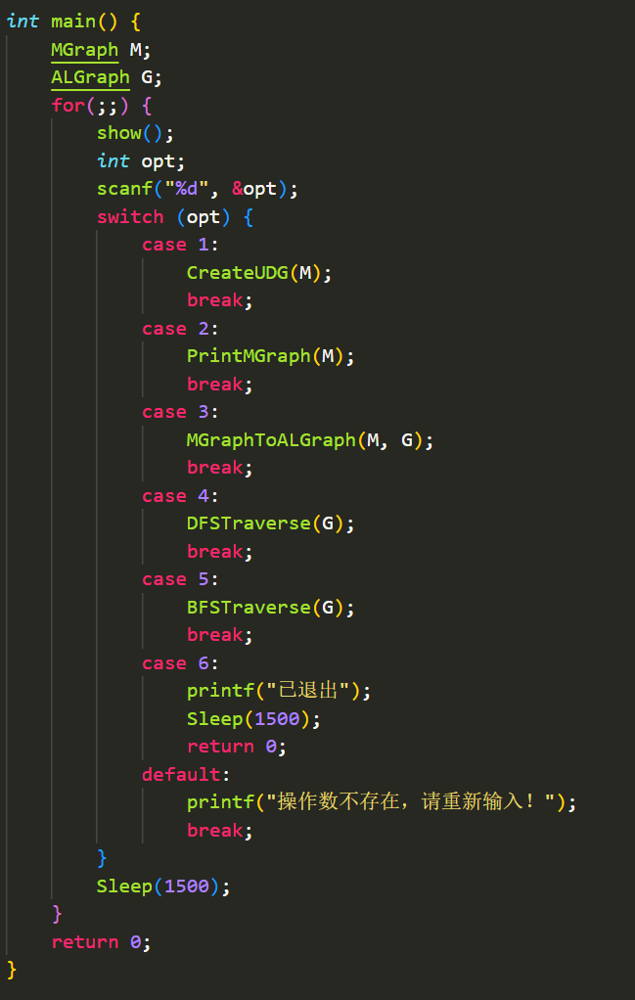 int main() {
    MGraph M;
    ALGraph G;
    for(;;) {
        show();
        int opt;
        scanf("%d", &opt);
        switch (opt) {
            case 1:
                CreateUDG(M);
                break;
            case 2:
                PrintMGraph(M);
                break;
            case 3:
                MGraphToALGraph(M, G);
                break;
            case 4:
                DFSTraverse(G);
                break;
            case 5:
                BFSTraverse(G);
                break;
            case 6:
                printf("已退出");
                Sleep(1500);
                return 0;
            default:
                printf("操作数不存在，请重新输入！");
                break;
        }
        Sleep(1500);
    }
    return 0;
}